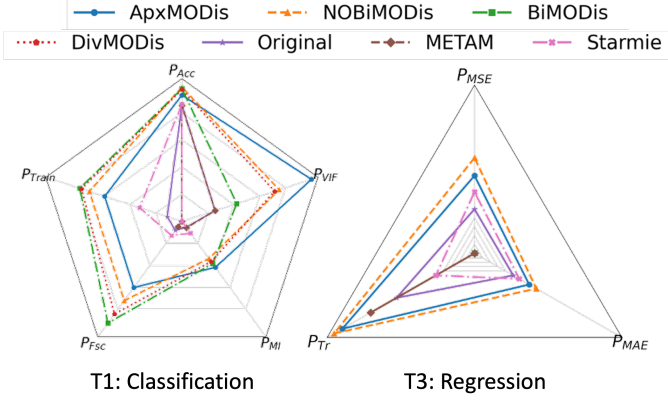 ApxMODis NOBiMODis BiMODis
DivMODis Original METAM Starmie
P_Acc
P_VIF
P_MI
P_Fsc
P_Train
P_MSE
P_MAE
P_Tr
T1: Classification
T3: Regression